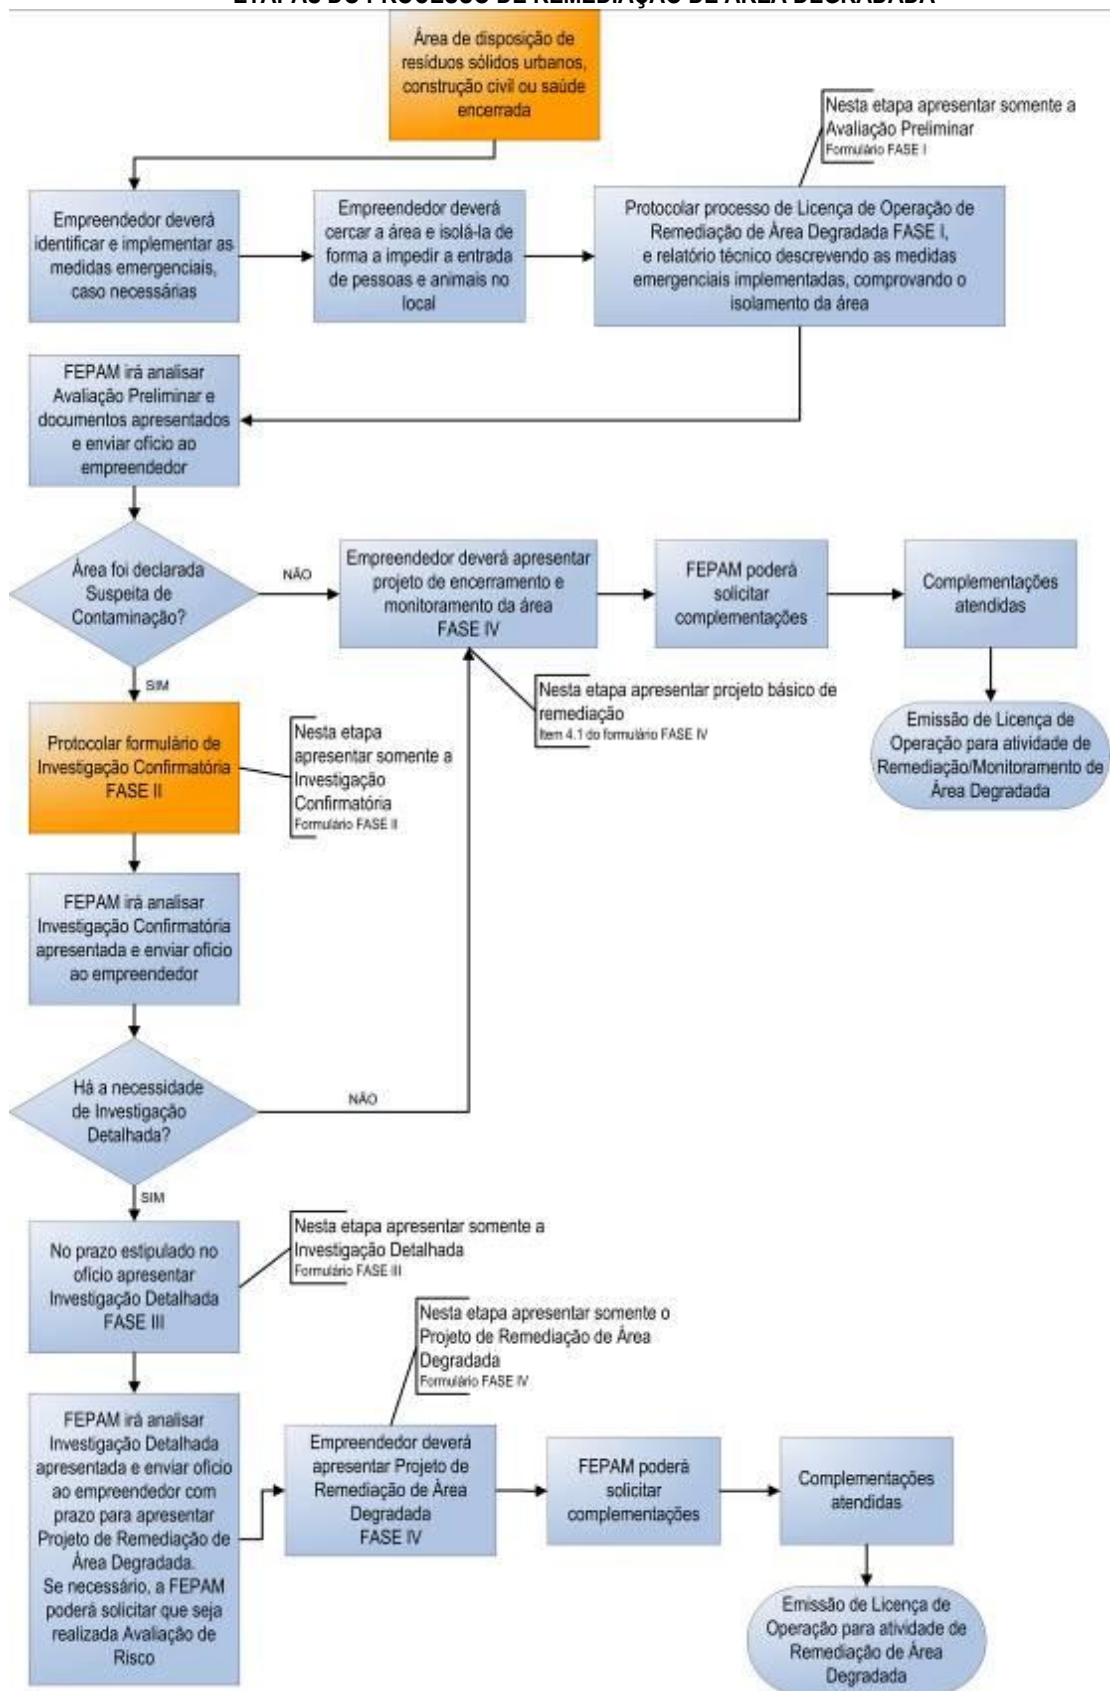 ETAPAS DO PROCESSO DE REMEDIAÇÃO DE ÁREA DEGRADADA
Área de disposição de
resíduos sólidos urbanos,
construção civil ou saúde
encerrada
Nesta etapa apresentar somente a
Avaliação Preliminar
Formulário FASE I
Empreendedor deverá
identificar e implementar as
medidas emergenciais,
caso necessárias
Empreendedor deverá
cercar a área e isolá-la de
forma a impedir a entrada
de pessoas e animais no
local
Protocolar processo de Licença de Operação de
Remediação de Área Degradada FASE I,
e relatório técnico descrevendo as medidas
emergenciais implementadas, comprovando o
isolamento da área
FEPAM irá analisar
Avaliação Preliminar e
documentos apresentados
e enviar ofício ao
empreendedor
Área foi declarada
Suspeita de
Contaminação?
NÃO
Empreendedor deverá apresentar
projeto de encerramento e
monitoramento da área
FASE IV
FEPAM poderá
solicitar
complementações
Complementações
atendidas
SIM
Nesta etapa apresentar projeto básico de
remediação
Item 4.1 do formulário FASE IV
Emissão de Licença de
Operação para atividade de
Remediação/Monitoramento de
Área Degradada
Protocolar formulário de
Investigação Confirmatória
FASE II
Nesta etapa
apresentar somente a
Investigação
Confirmatória
Formulário FASE II
FEPAM irá analisar
Investigação Confirmatória
apresentada e enviar ofício
ao empreendedor
Há a necessidade
de Investigação
Detalhada?
NÃO
SIM
No prazo estipulado no
ofício apresentar
Investigação Detalhada
FASE III
Nesta etapa apresentar somente a
Investigação Detalhada
Formulário FASE III
Nesta etapa apresentar somente o
Projeto de Remediação de Área
Degradada
Formulário FASE IV
FEPAM irá analisar
Investigação Detalhada
apresentada e enviar ofício
ao empreendedor com
prazo para apresentar
Projeto de Remediação de
Área Degradada.
Se necessário, a FEPAM
poderá solicitar que seja
realizada Avaliação de
Risco
Empreendedor deverá
apresentar Projeto de
Remediação de Àrea
Degradada
FASE IV
FEPAM poderá
solicitar
complementações
Complementações
atendidas
Emissão de Licença de
Operação para atividade de
Remediação de Área
Degradada